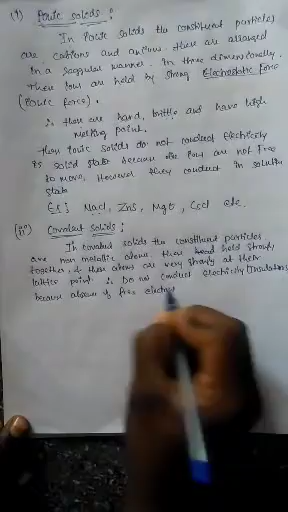 (i) Ionic solids :
In Ionic solids the constituent particles
are cations and anions. these are arranged
in a regular manner. In three dimensionally.
These ions are held by strong Electrostatic Force
(Ionic force).
∴ these are hard, brittle and have high
melting point.
they Ionic solids do not conduct Electricity
is solid state because the ions are not free
to move, However they conduct in solution
state
Ex] Nacl, ZnS, MgO, Cscl etc.
(iii) Covalent solids :
In covalent solids the constituent particles
are non metallic atoms. these held strongly
together, & these atoms are very strongly at their
lattice point. ∴ Do not conduct electricity (Insulators
because absence of free electron